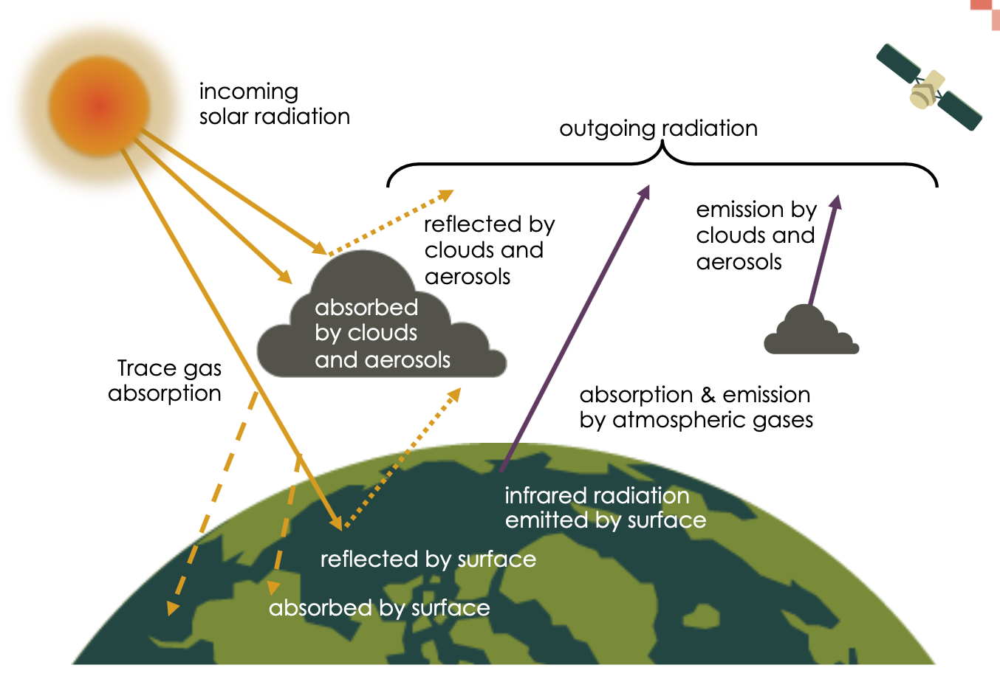 incoming
solar radiation
outgoing radiation
reflected by
clouds and
aerosols
emission by
clouds and
aerosols
absorbed
by clouds
and aerosols
Trace gas
absorption
absorption & emission
by atmospheric gases
infrared radiation
emitted by surface
reflected by surface
absorbed by surface